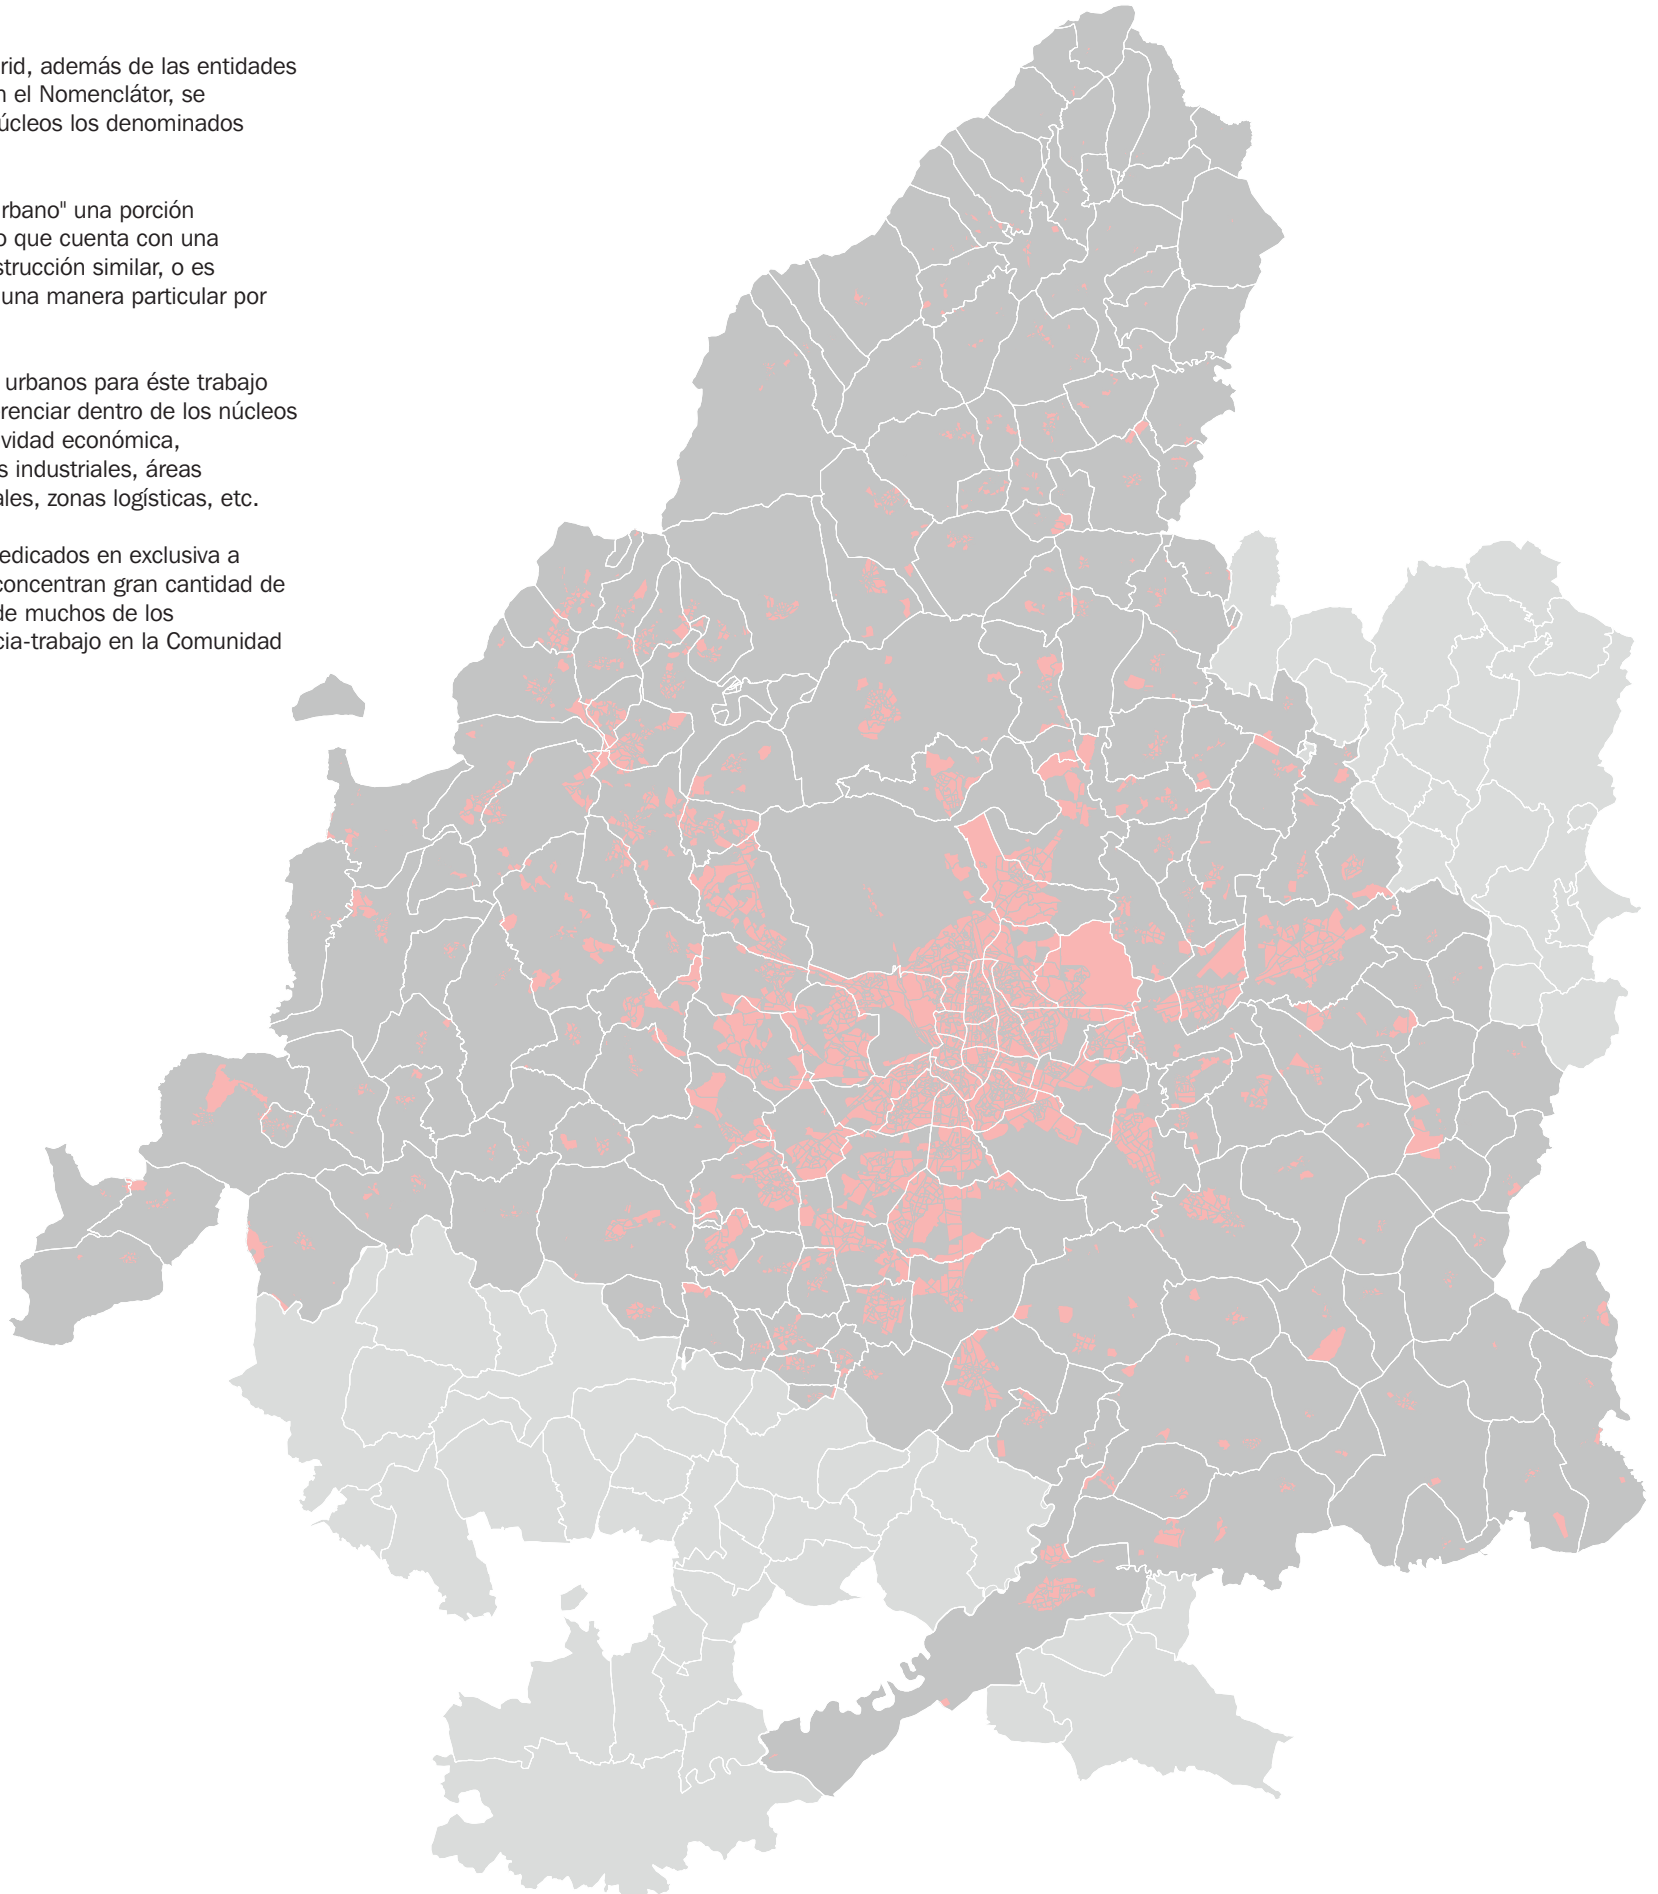 rid, además de las entidades
n el Nomenclátor, se
úcleos los denominados
rbano" una porción
o que cuenta con una
strucción similar, o es
una manera particular por
urbanos para éste trabajo
renciar dentro de los núcleos
vidad económica,
s industriales, áreas
ales, zonas logísticas, etc.
edicados en exclusiva a
concentran gran cantidad de
de muchos de los
cia-trabajo en la Comunidad